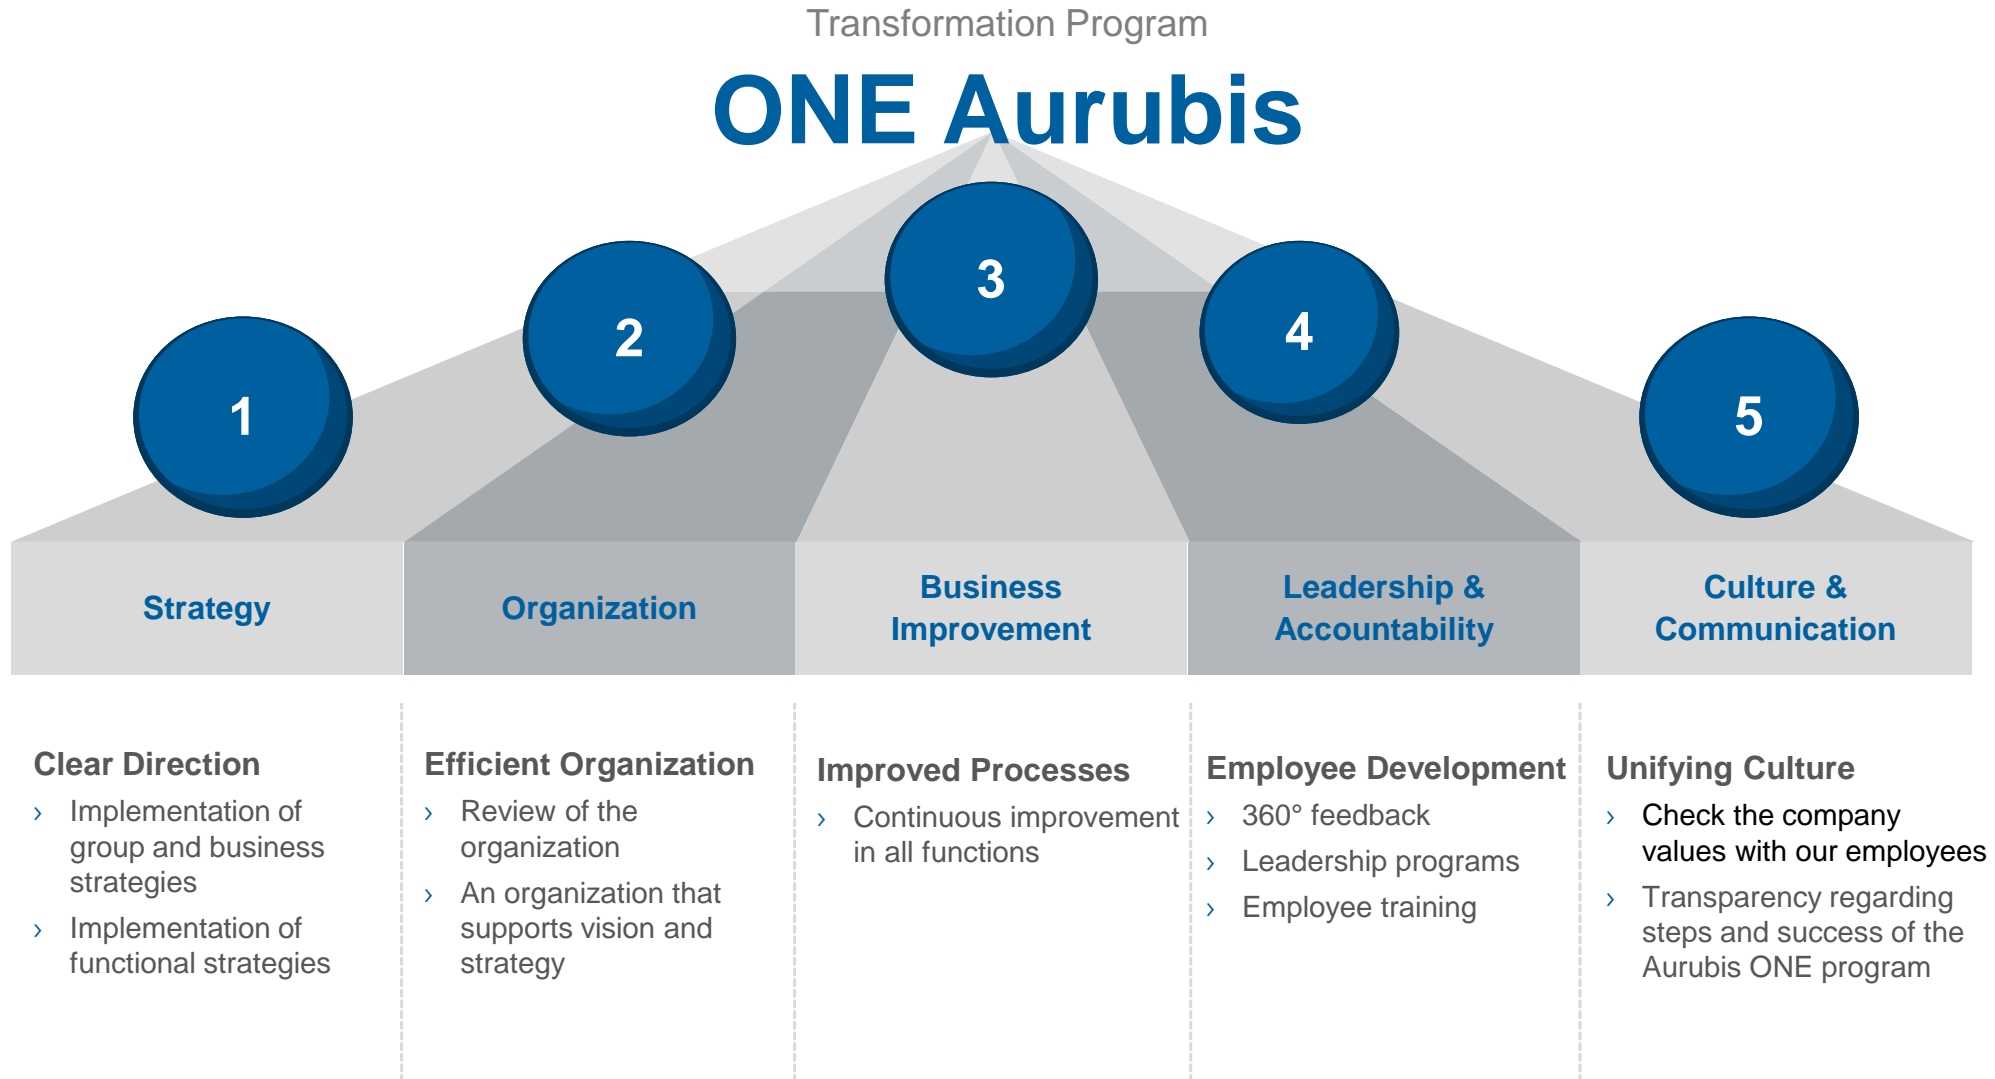 Transformation Program
ONE Aurubis
1
2
3
4
5
Strategy
Organization
Business
Improvement
Leadership &
Accountability
Culture &
Communication
Clear Direction
› Implementation of
group and business
strategies
› Implementation of
functional strategies
Efficient Organization
› Review of the
organization
› An organization that
supports vision and
strategy
Improved Processes
› Continuous improvement
in all functions
Employee Development
› 360° feedback
› Leadership programs
› Employee training
Unifying Culture
› Check the company
values with our employees
› Transparency regarding
steps and success of the
Aurubis ONE program